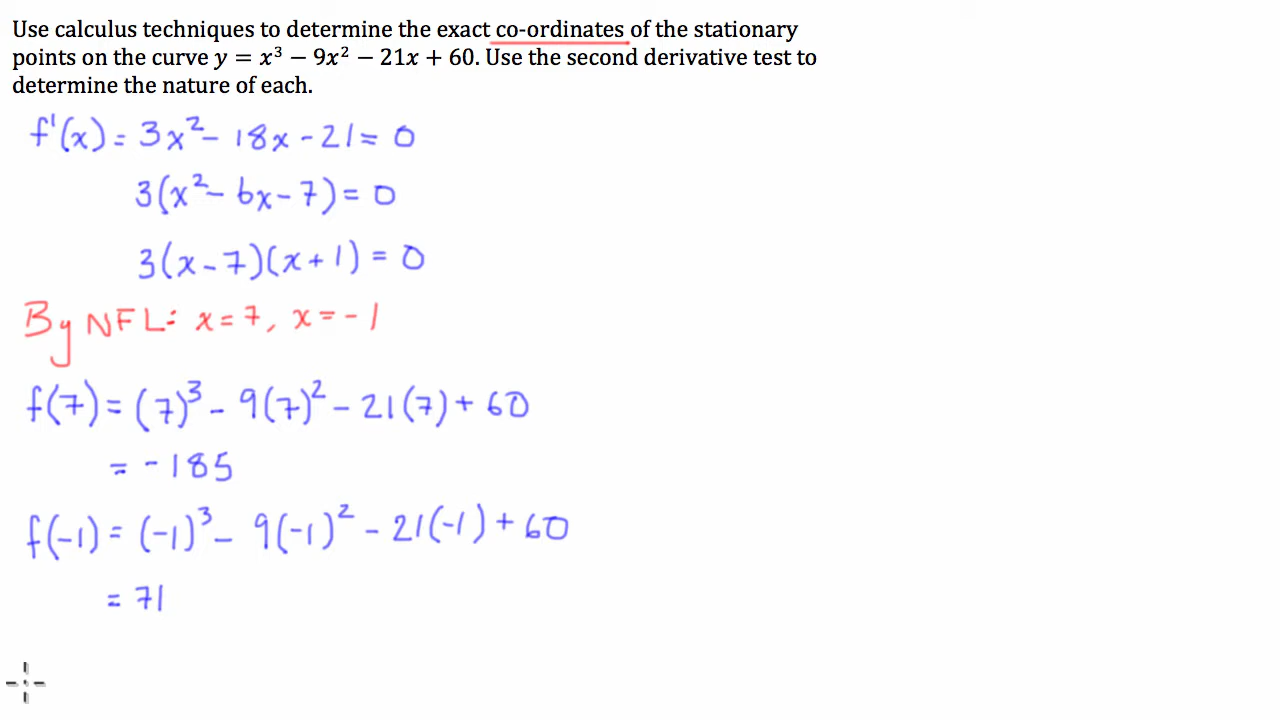 Use calculus techniques to determine the exact co-ordinates of the stationary
points on the curve y = x³ − 9x² − 21x + 60. Use the second derivative test to
determine the nature of each.
f'(x) = 3x² - 18x - 21 = 0
3(x² - 6x - 7) = 0
3(x - 7)(x + 1) = 0
By NFL: x = 7, x = -1
f(7) = (7)³ - 9(7)² - 21(7) + 60
= -185
f(-1) = (-1)³ - 9(-1)² - 21(-1) + 60
= 71